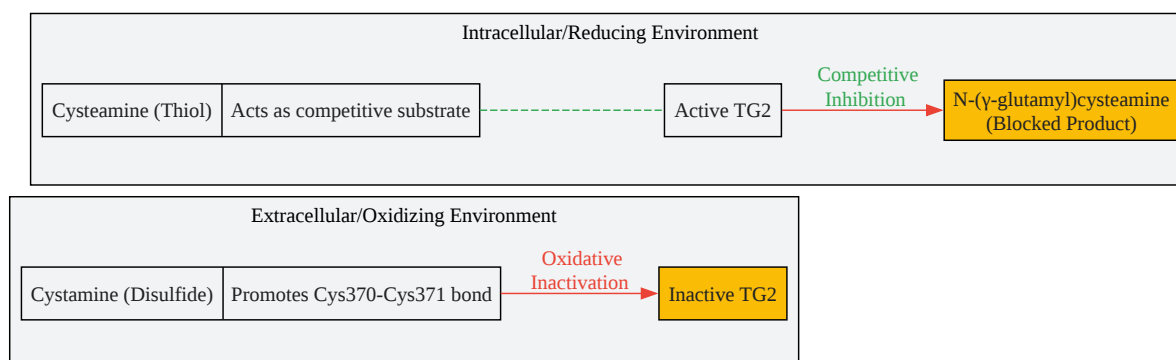 Intracellular/Reducing Environment
Cysteamine (Thiol)
Acts as competitive substrate
Active TG2
Competitive
Inhibition
N-(γ-glutamyl)cysteamine
(Blocked Product)
Extracellular/Oxidizing Environment
Cystamine (Disulfide)
Promotes Cys370-Cys371 bond
Oxidative
Inactivation
Inactive TG2